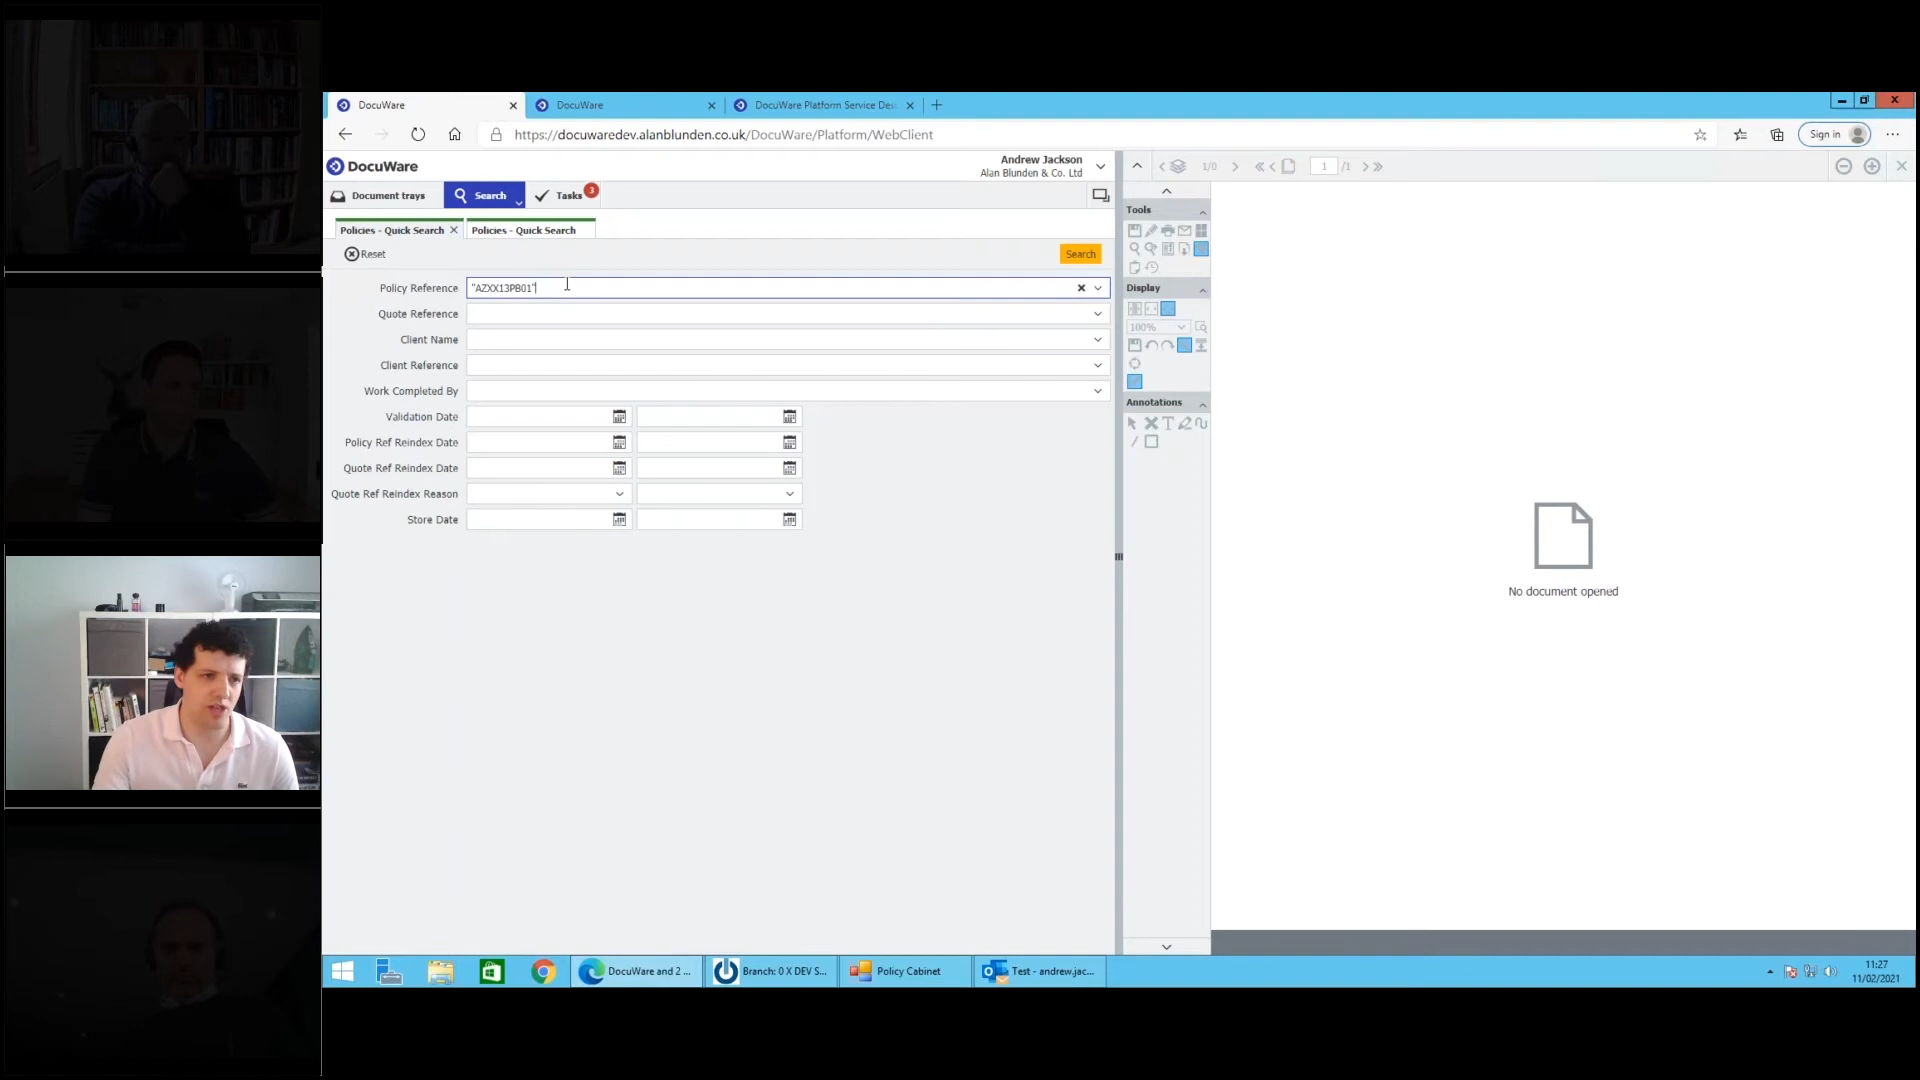 DocuWare
DocuWare
DocuWare Platform Service Des
https://docuwaredev.alanblunden.co.uk/DocuWare/Platform/WebClient
Sign in
DocuWare
Andrew Jackson
Alan Blunden & Co. Ltd
1/0
1
/1
Document trays
Search
Tasks
3
Policies - Quick Search
Policies - Quick Search
Reset
Search
Policy Reference
"AZXX13PB01"
Quote Reference
Client Name
Client Reference
Work Completed By
Validation Date
Policy Ref Reindex Date
Quote Ref Reindex Date
Quote Ref Reindex Reason
Store Date
Tools
Display
100%
Annotations
No document opened
DocuWare and 2 ...
Branch: 0 X DEV S...
Policy Cabinet
Test - andrew.jac...
11:27
11/02/2021